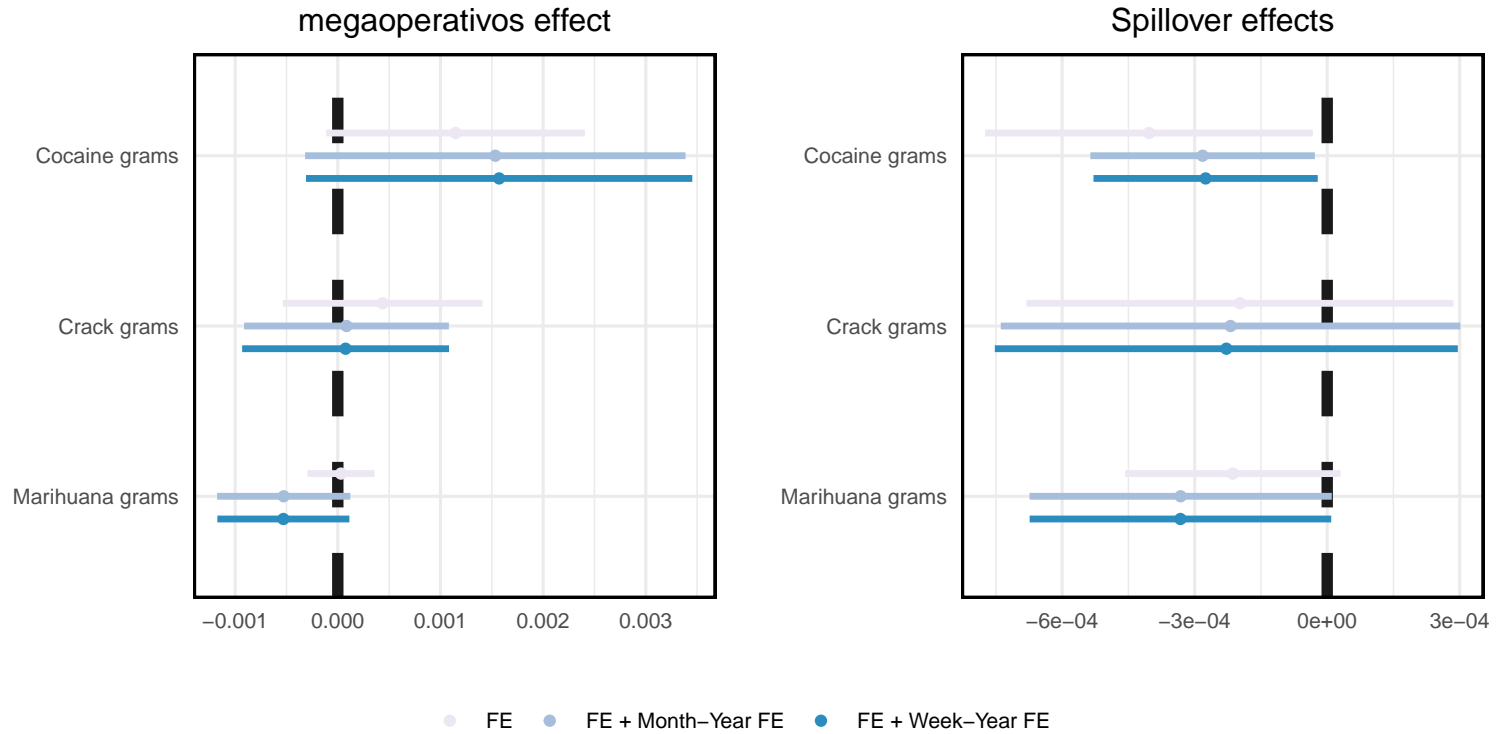 megaoperativos effect
Spillover effects
Cocaine grams
Crack grams
Marihuana grams
−0.001 0.000 0.001 0.002 0.003
Cocaine grams
Crack grams
Marihuana grams
−6e−04 −3e−04 0e+00 3e−04
FE FE + Month−Year FE FE + Week−Year FE